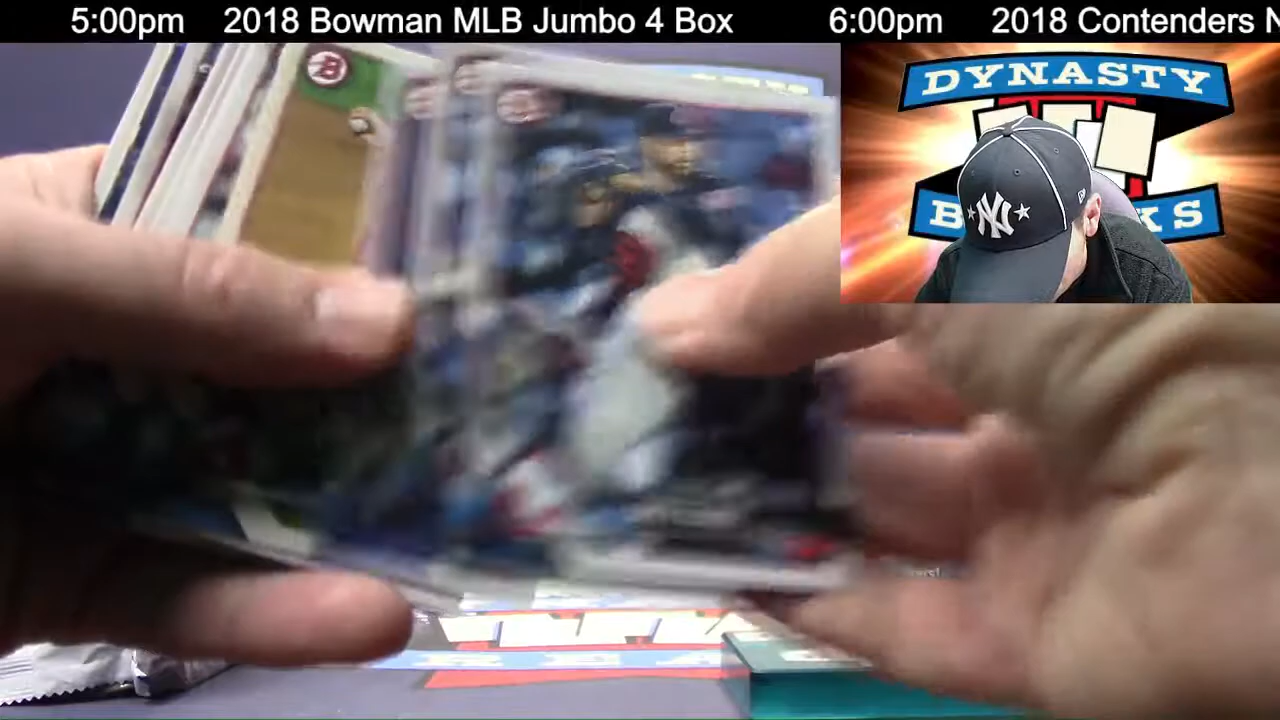 5:00pm 2018 Bowman MLB Jumbo 4 Box 6:00pm 2018 Contenders N
DYNASTY
B KS
NY
B